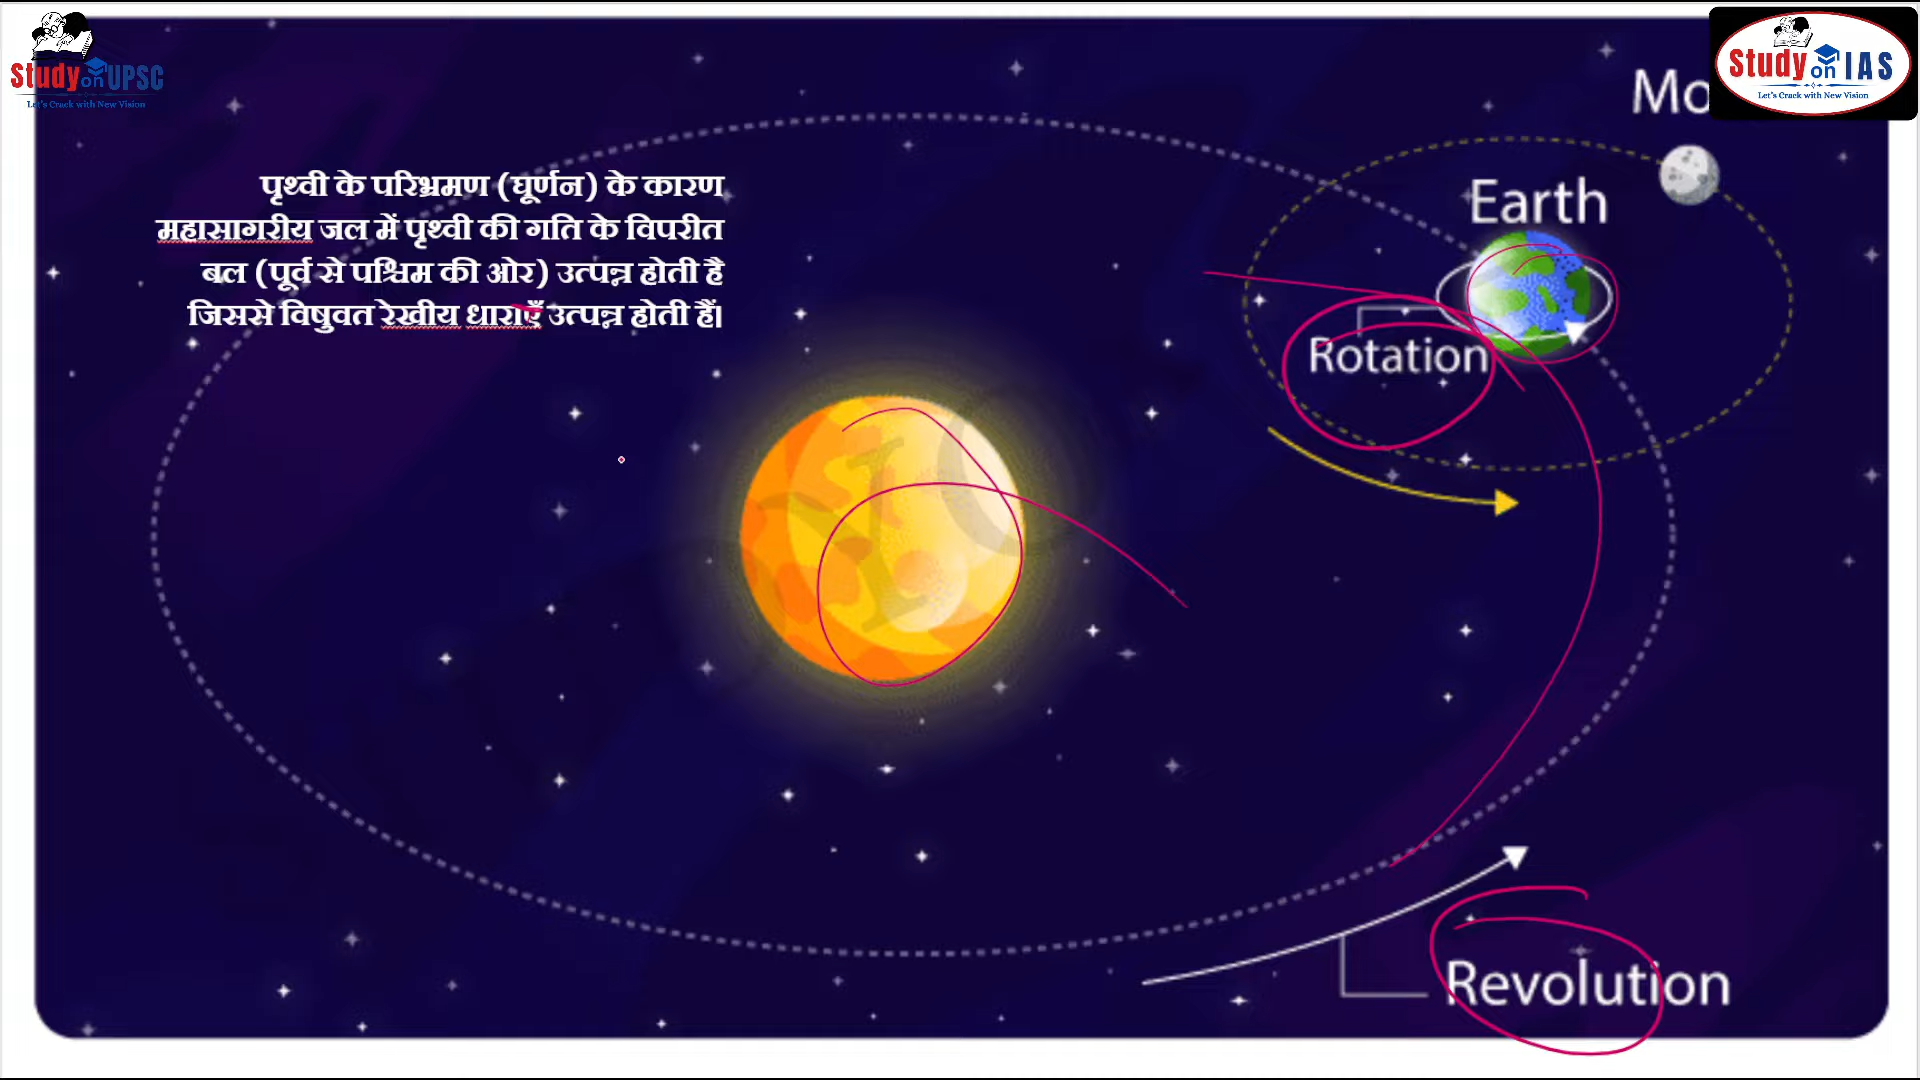 Study on UPSC
Let's Crack with New Vision
Study on IAS
Let's Crack with New Vision
Mo
Earth
पृथ्वी के परिभ्रमण (घूर्णन) के कारण
महासागरीय जल में पृथ्वी की गति के विपरीत
बल (पूर्व से पश्चिम की ओर) उत्पन्न होती है
जिससे विषुवत रेखीय धाराएँ उत्पन्न होती हैं।
Rotation
Revolution